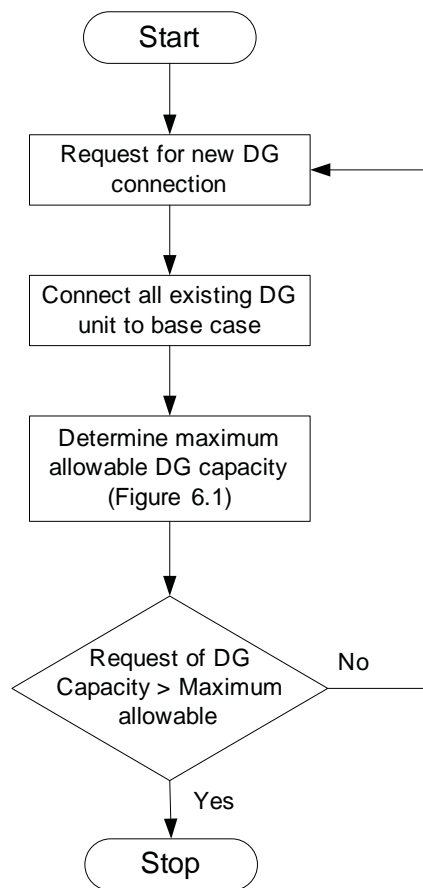 Start
Request for new DG
connection
Connect all existing DG
unit to base case
Determine maximum
allowable DG capacity
(Figure 6.1)
Request of DG
Capacity > Maximum
allowable
No
Yes
Stop